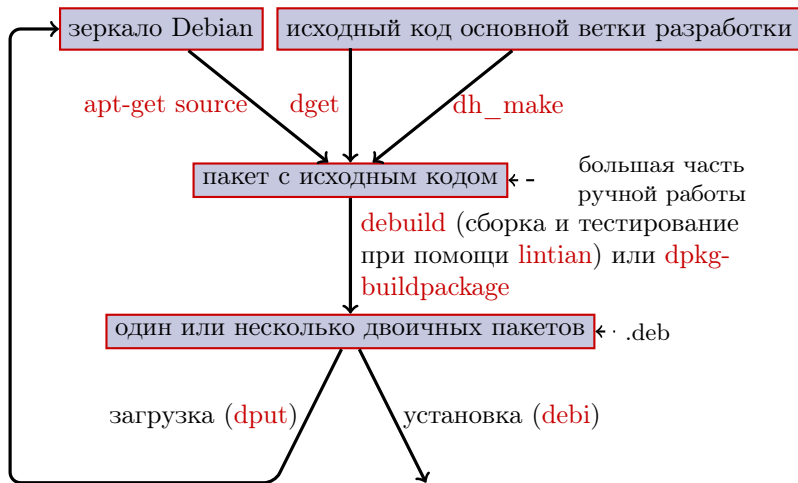 зеркало Debian
исходный код основной ветки разработки
apt-get source
dget
dh_make
пакет с исходным кодом
большая часть
ручной работы
debuild (сборка и тестирование
при помощи lintian) или dpkg-
buildpackage
один или несколько двоичных пакетов
.deb
загрузка (dput)
установка (debi)